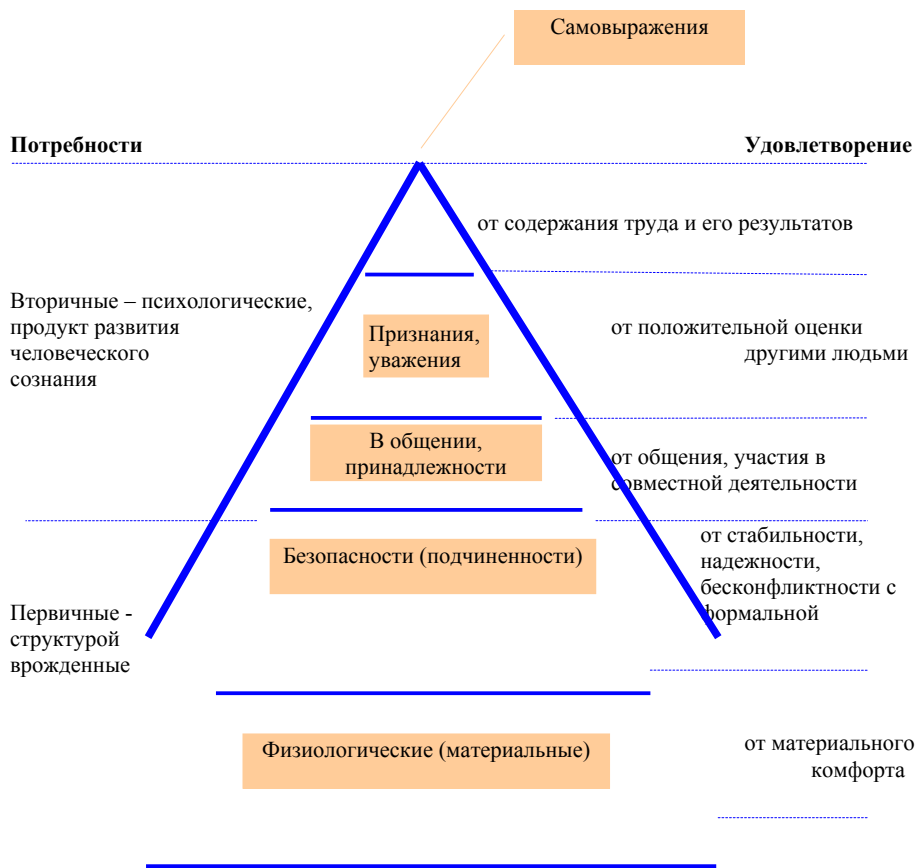 Самовыражения
Потребности
Удовлетворение
от содержания труда и его результатов
Вторичные – психологические,
продукт развития
человеческого
сознания
Признания,
уважения
от положительной оценки
другими людьми
В общении,
принадлежности
от общения, участия в
совместной деятельности
Безопасности (подчиненности)
от стабильности,
надежности,
бесконфликтности с
формальной
Первичные -
структурой
врожденные
Физиологические (материальные)
от материального
комфорта